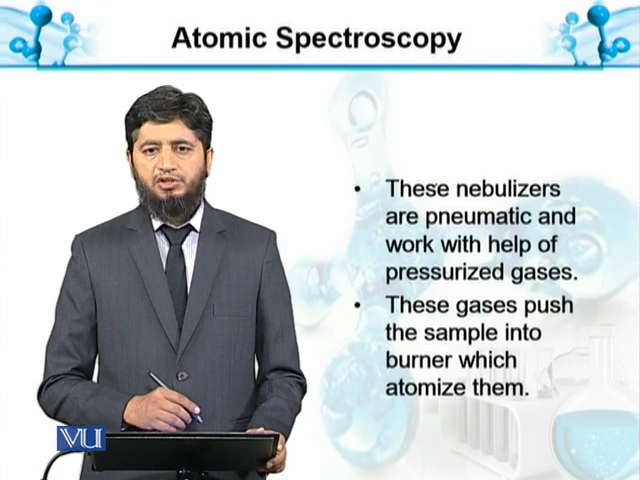 Atomic Spectroscopy
• These nebulizers
are pneumatic and
work with help of
pressurized gases.
• These gases push
the sample into
burner which
atomize them.
VU